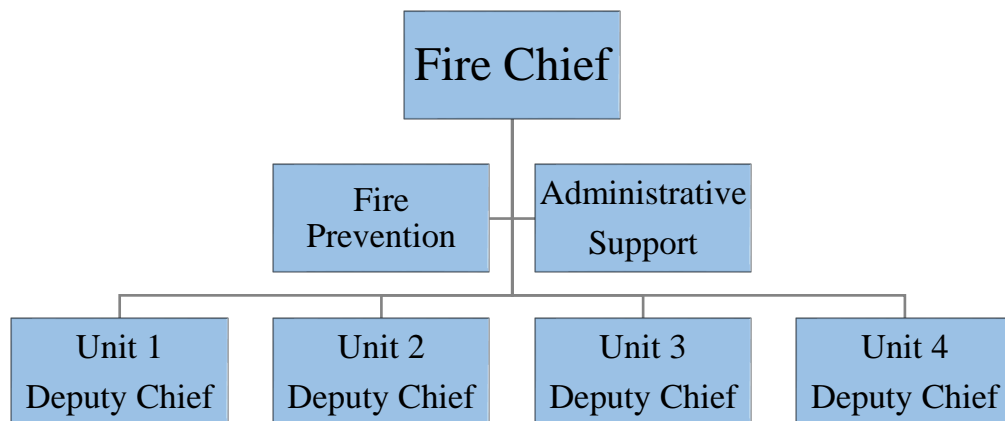 Fire Chief
Fire
Prevention
Administrative
Support
Unit 1
Deputy Chief
Unit 2
Deputy Chief
Unit 3
Deputy Chief
Unit 4
Deputy Chief